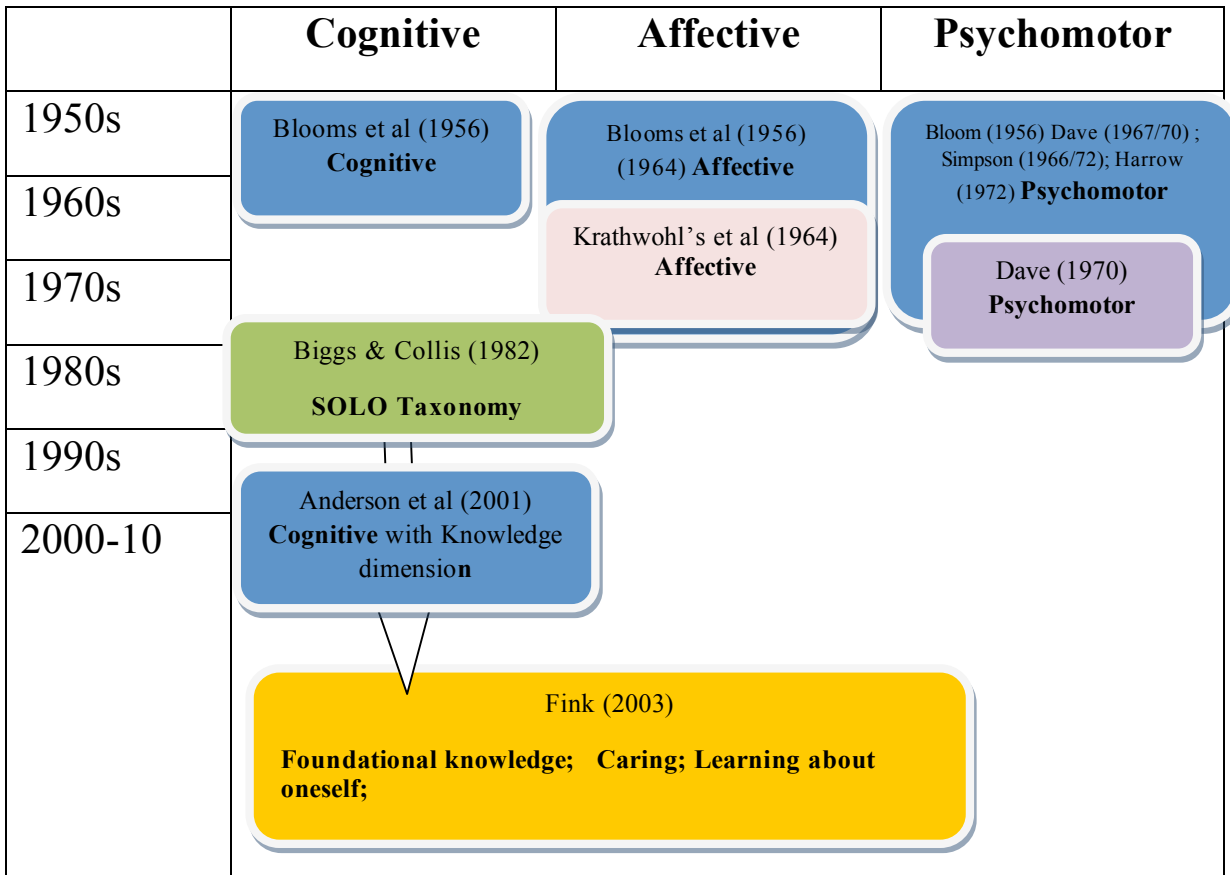 Cognitive
Affective
Psychomotor
1950s
Blooms et al (1956)
Cognitive
Blooms et al (1956)
(1964) Affective
Bloom (1956) Dave (1967/70) ;
Simpson (1966/72); Harrow
(1972) Psychomotor
1960s
Krathwohl’s et al (1964)
Affective
1970s
Dave (1970)
Psychomotor
1980s
Biggs & Collis (1982)
SOLO Taxonomy
1990s
Anderson et al (2001)
Cognitive with Knowledge
dimension
2000-10
Fink (2003)
Foundational knowledge; Caring; Learning about
oneself;